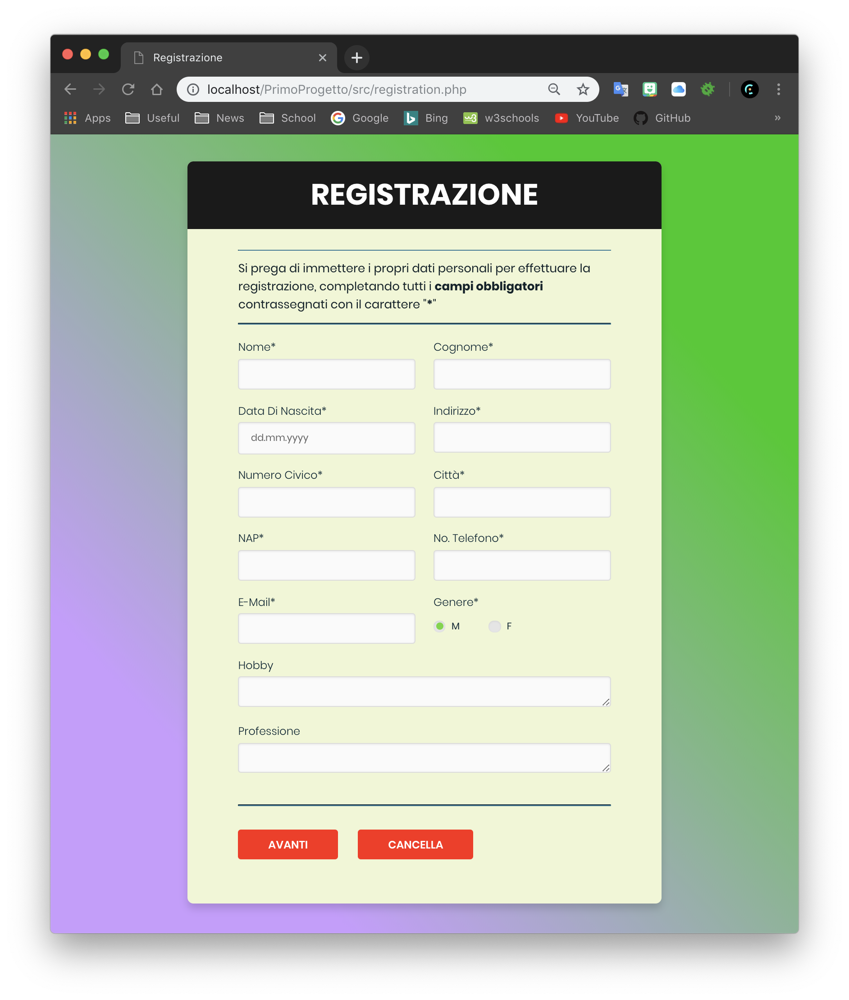 Registrazione
localhost/PrimoProgetto/src/registration.php
Apps Useful News School Google Bing w3schools YouTube GitHub »
REGISTRAZIONE
Si prega di immettere i propri dati personali per effettuare la
registrazione, completando tutti i campi obbligatori
contrassegnati con il carattere "*"
Nome* Cognome*
Data Di Nascita* Indirizzo*
dd.mm.yyyy
Numero Civico* Città*
NAP* No. Telefono*
E-Mail* Genere*
M F
Hobby
Professione
AVANTI CANCELLA